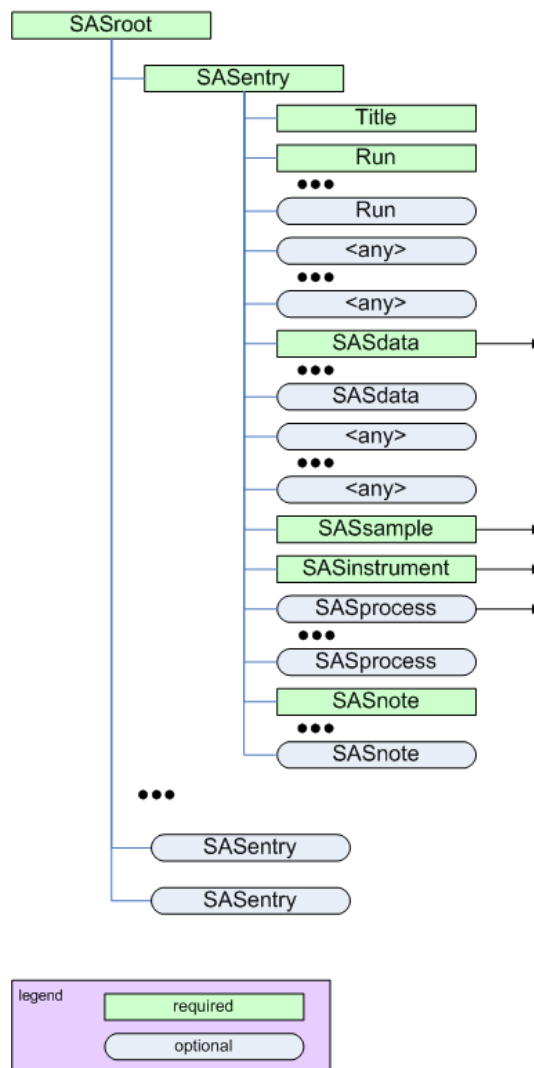 SASroot
SASentry
Title
Run
•••
Run
<any>
•••
<any>
SASdata
•••
SASdata
<any>
•••
<any>
SASsample
SASinstrument
SASprocess
•••
SASprocess
SASnote
•••
SASnote
•••
SASentry
SASentry
legend
required
optional